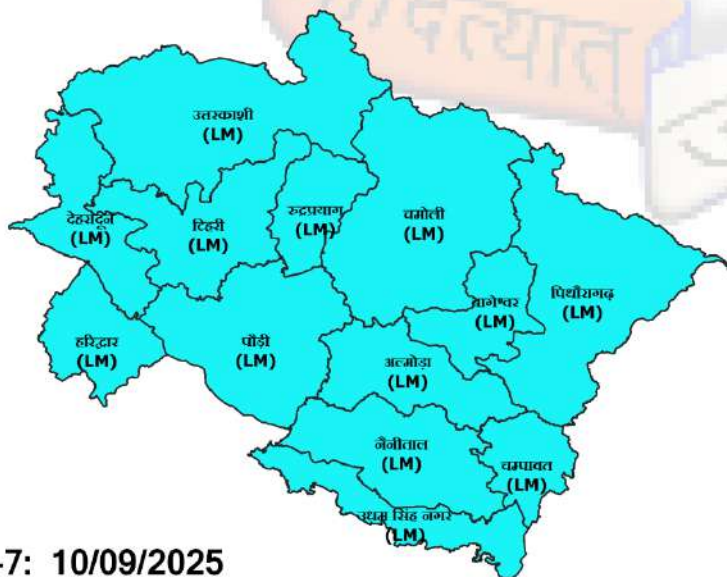 उत्तरकाशी
(LM)
देहरादून
(LM)
टिहरी
(LM)
रुद्रप्रयाग
(LM)
चमोली
(LM)
बागेश्वर
(LM)
पिथौरागढ़
(LM)
हरिद्वार
(LM)
पौड़ी
(LM)
अल्मोड़ा
(LM)
नैनीताल
(LM)
चम्पावत
(LM)
उधम सिंह नगर
(LM)
-7: 10/09/2025